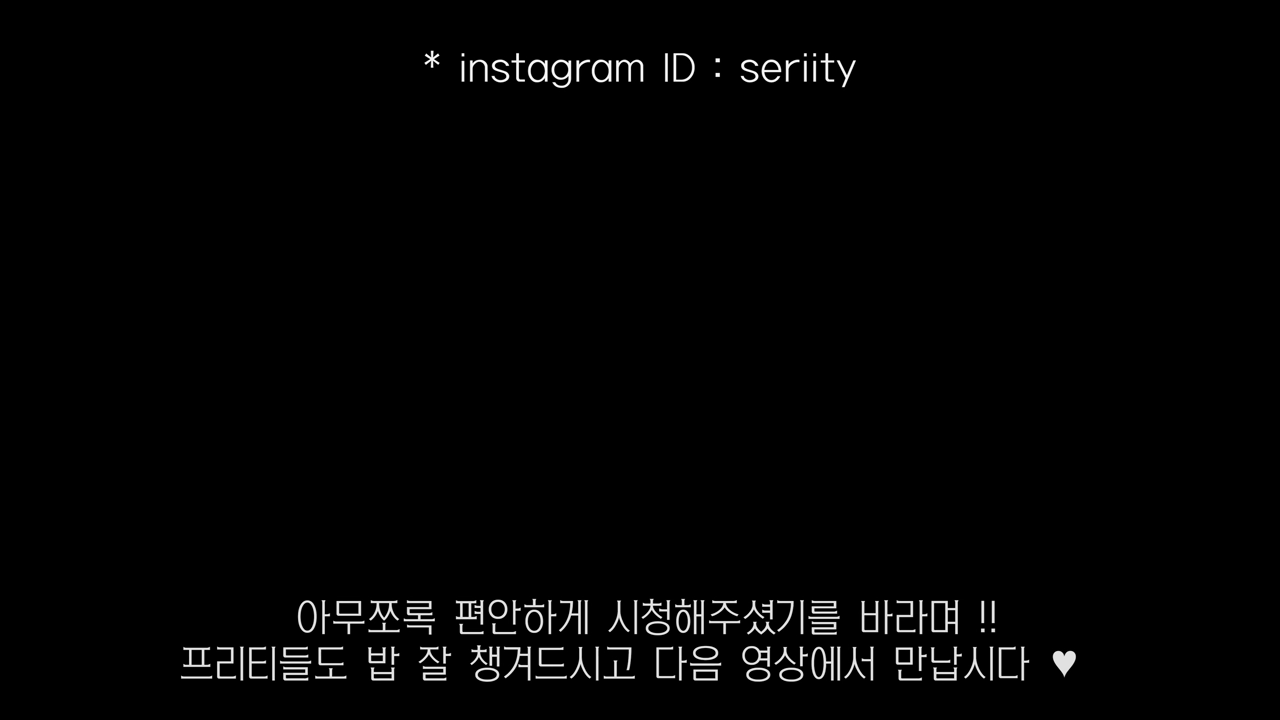 * instagram ID : seriity
아무쪼록 편안하게 시청해주셨기를 바라며 !!
프리티들도 밥 잘 챙겨드시고 다음 영상에서 만납시다 ♥